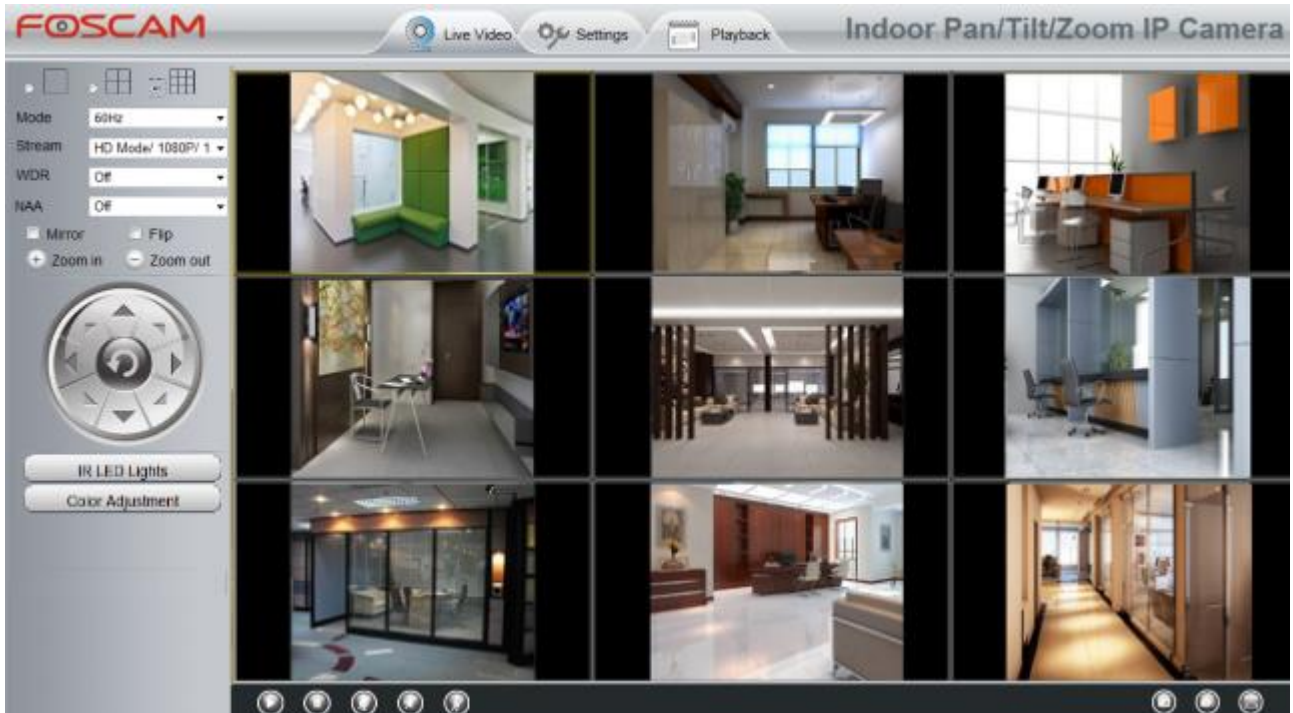 FOSCAM
Live Video
Settings
Playback
Indoor Pan/Tilt/Zoom IP Camera
Mode 60Hz
Stream HD Mode/ 1080P/ 1
WDR Off
NAA Off
Mirror Flip
Zoom in Zoom out
IR LED Lights
Color Adjustment